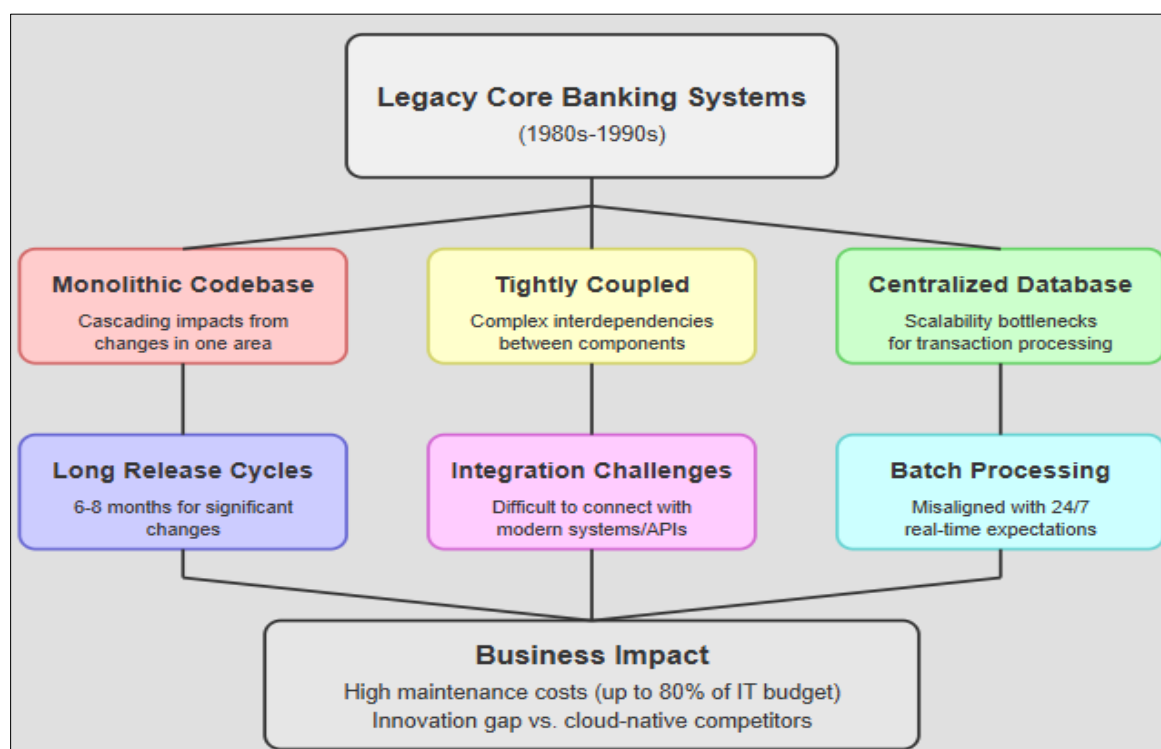 Legacy Core Banking Systems
(1980s-1990s)
Monolithic Codebase
Cascading impacts from
changes in one area
Tightly Coupled
Complex interdependencies
between components
Centralized Database
Scalability bottlenecks
for transaction processing
Long Release Cycles
6-8 months for significant
changes
Integration Challenges
Difficult to connect with
modern systems/APIs
Batch Processing
Misaligned with 24/7
real-time expectations
Business Impact
High maintenance costs (up to 80% of IT budget)
Innovation gap vs. cloud-native competitors